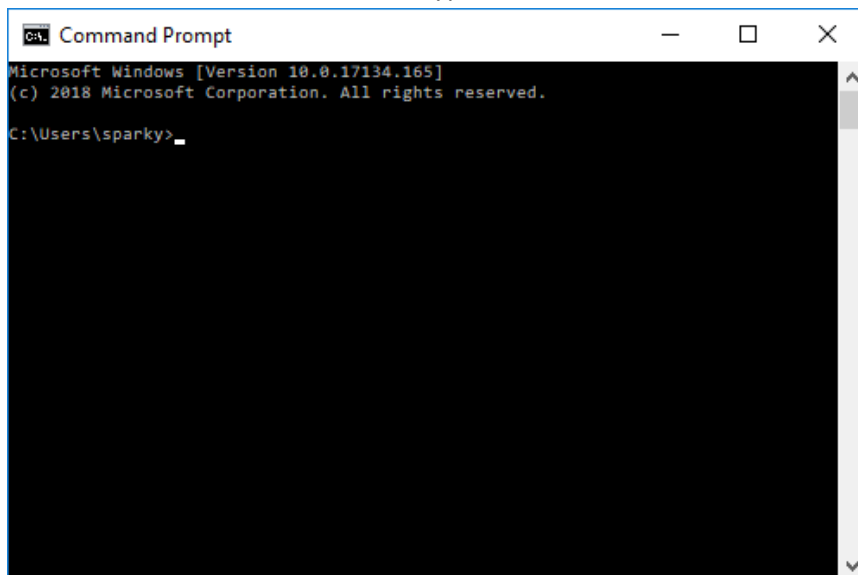 Command Prompt
Microsoft Windows [Version 10.0.17134.165]
(c) 2018 Microsoft Corporation. All rights reserved.
C:\Users\sparky>